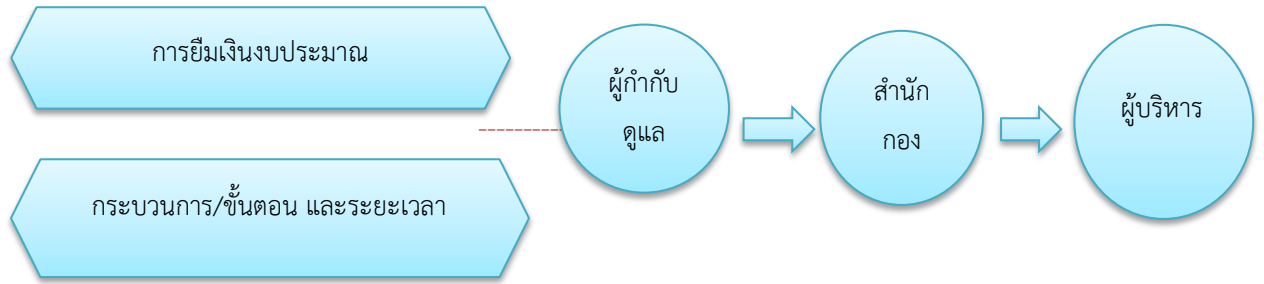 การยืมเงินงบประมาณ
กระบวนการ/ขั้นตอน และระยะเวลา
ผู้กำกับ
ดูแล
สำนัก
กอง
ผู้บริหาร